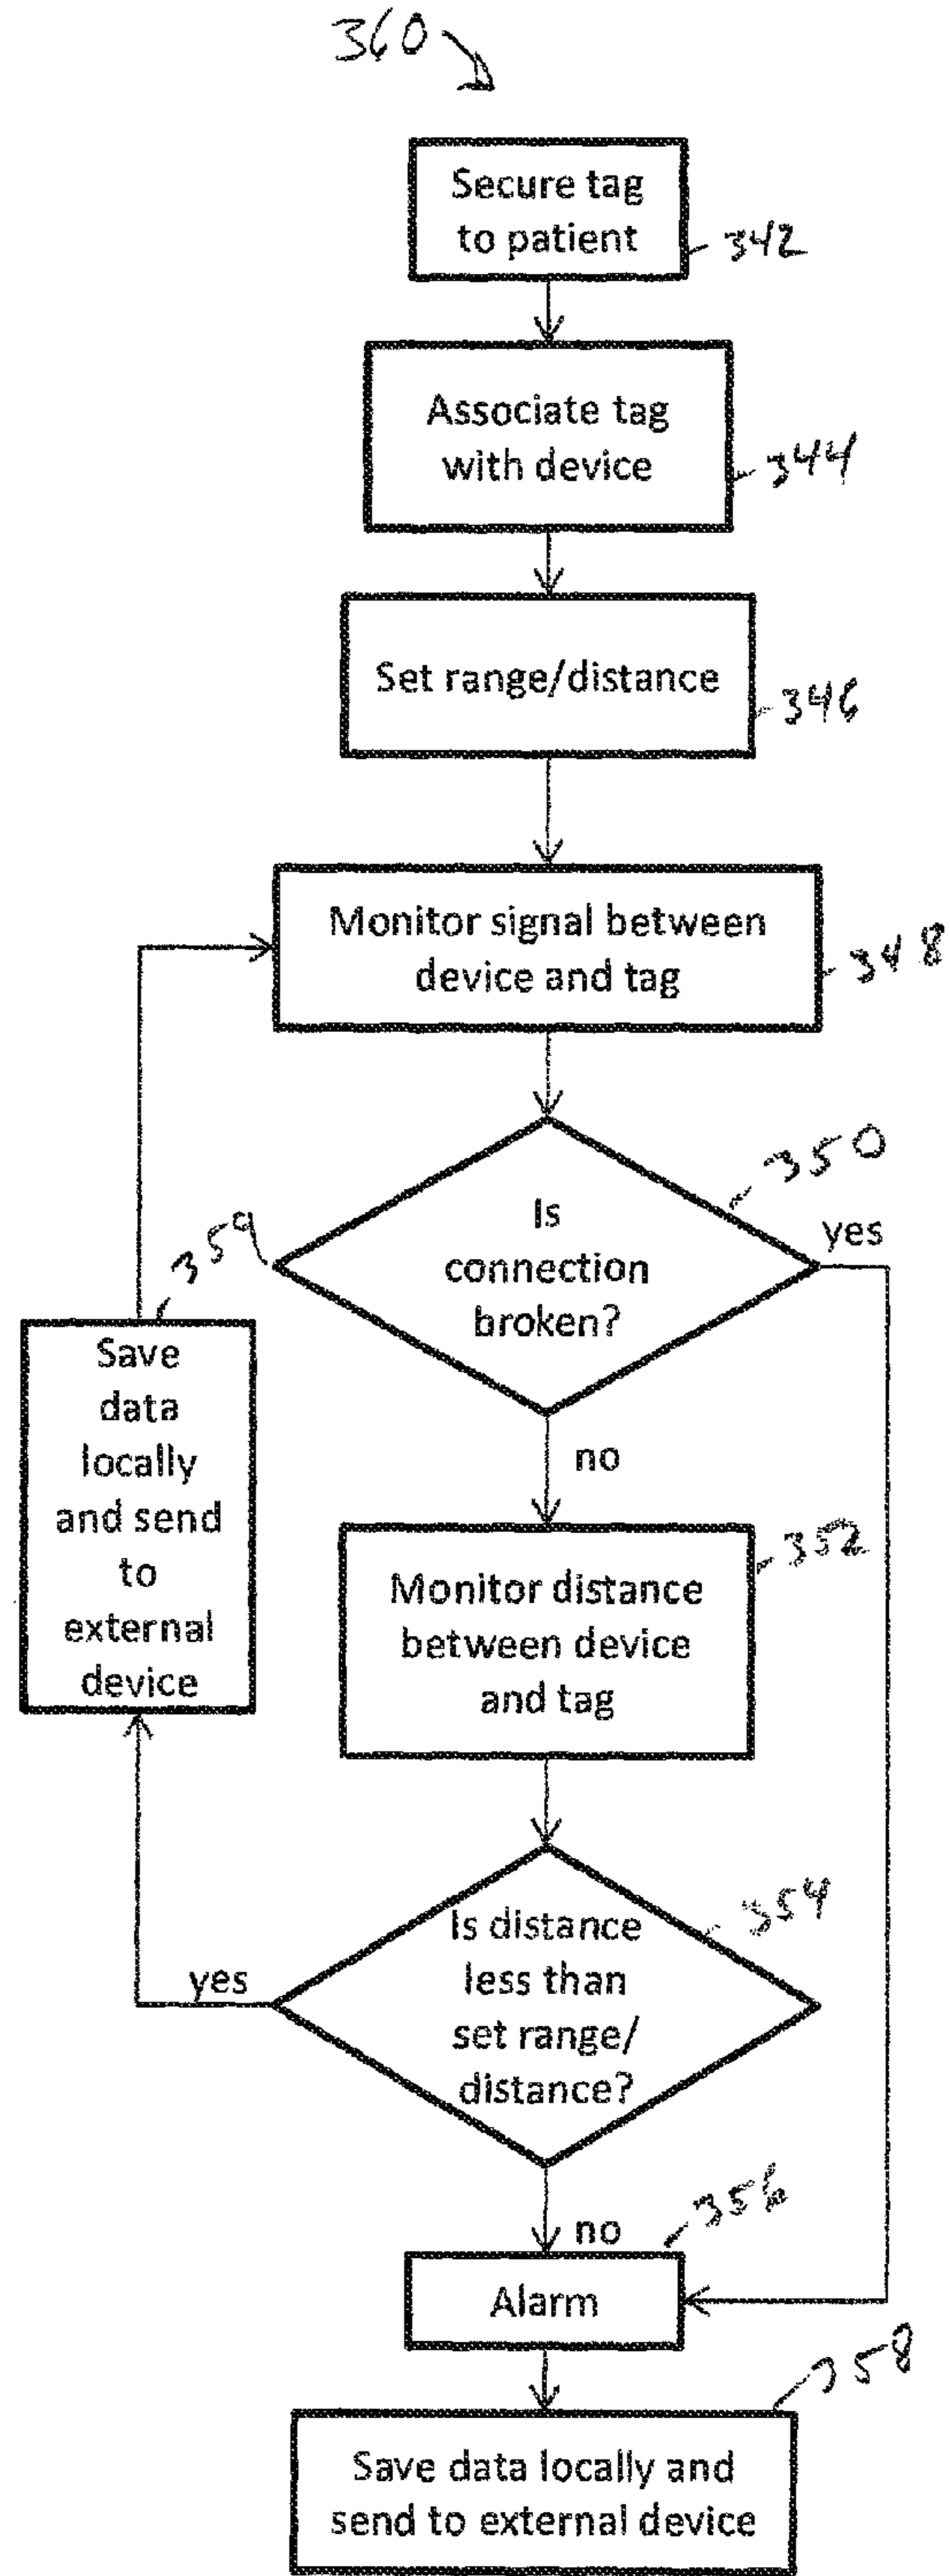 360
Secure tag
to patient
342
Associate tag
with device
344
Set range/distance
346
Monitor signal between
device and tag
348
Is
connection
broken?
350
yes
no
359
Save
data
locally
and send
to
external
device
Monitor distance
between device
and tag
352
Is distance
less than
set range/
distance?
354
yes
no
Alarm
356
Save data locally and
send to external device
358